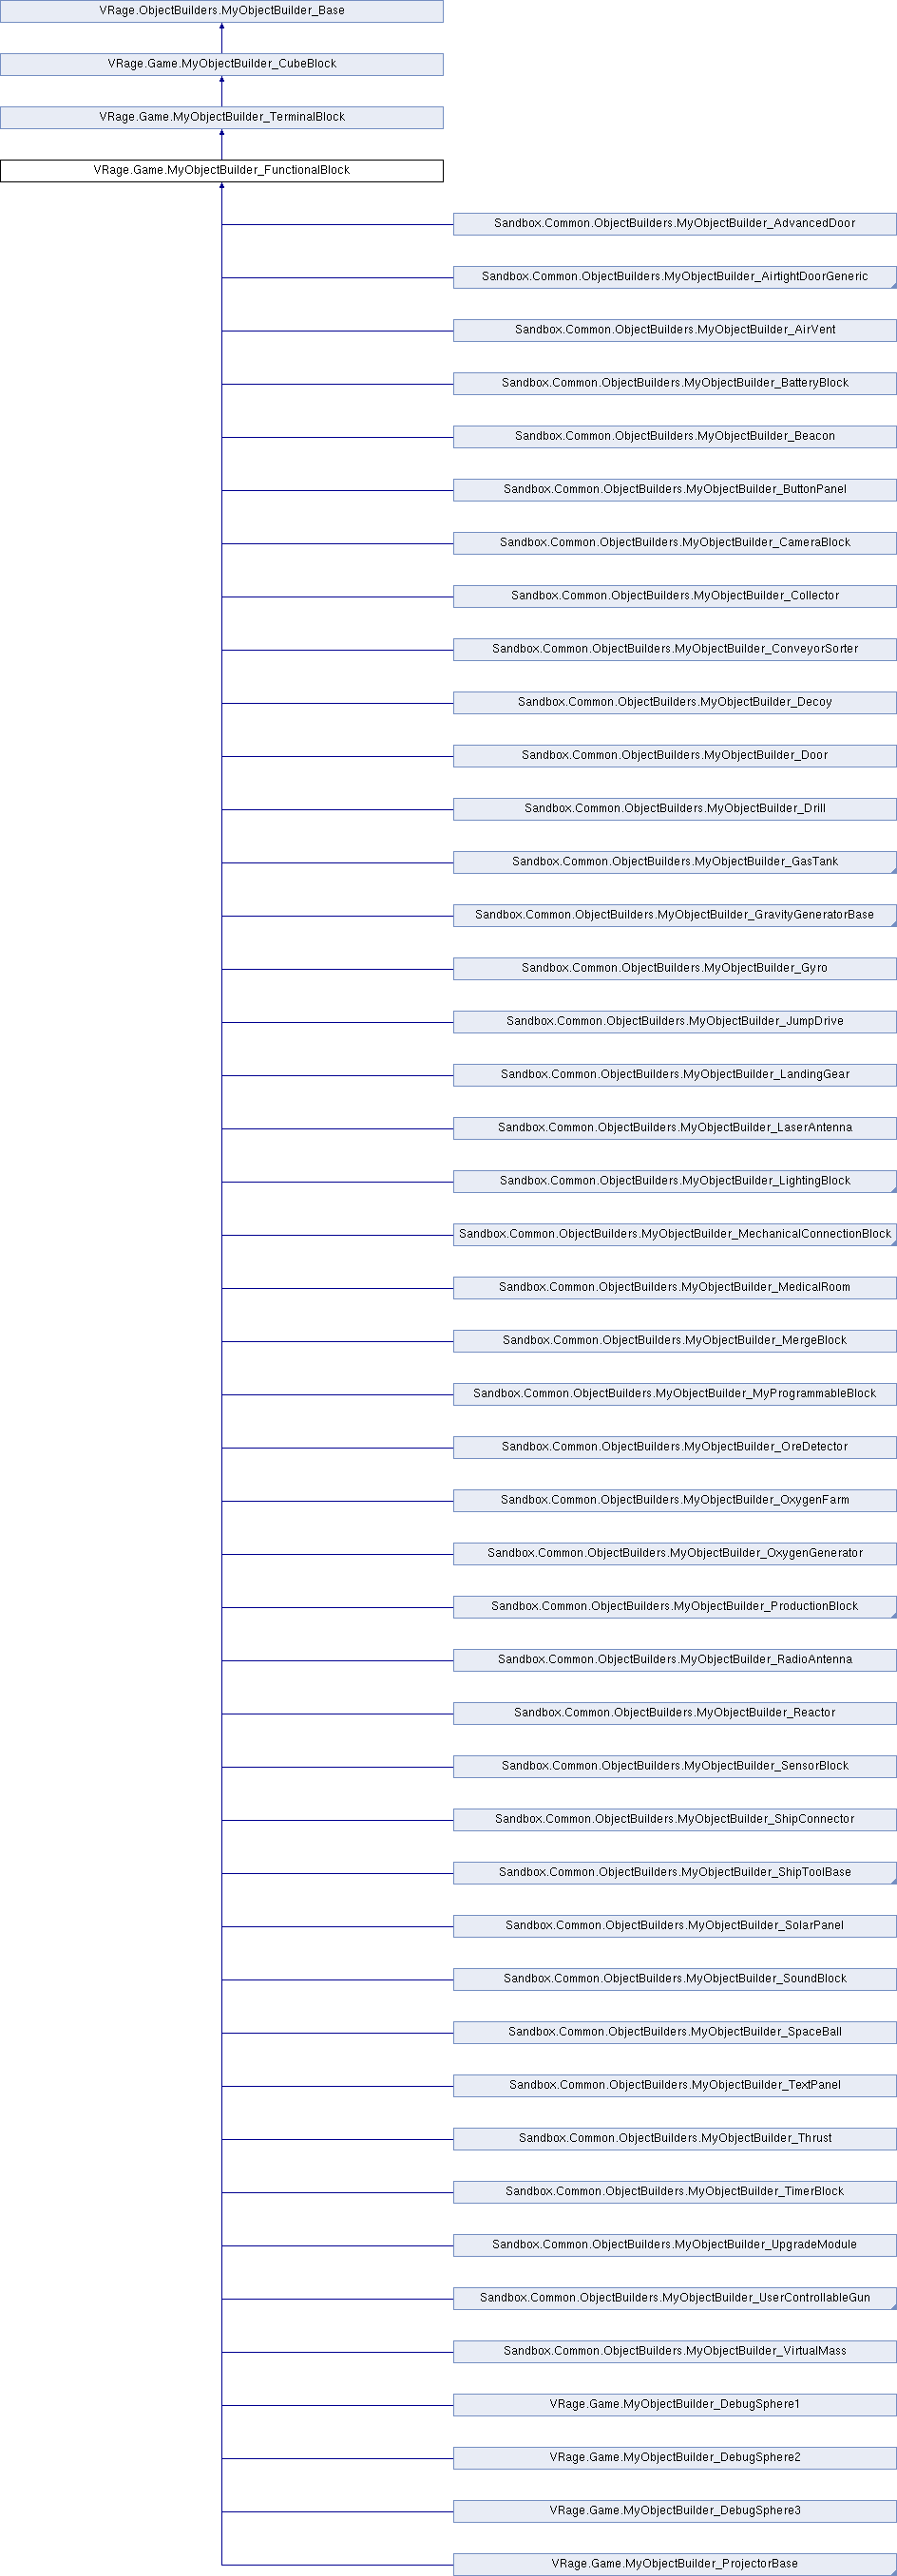 VRage.ObjectBuilders.MyObjectBuilder_Base
VRage.Game.MyObjectBuilder_CubeBlock
VRage.Game.MyObjectBuilder_TerminalBlock
VRage.Game.MyObjectBuilder_FunctionalBlock
Sandbox.Common.ObjectBuilders.MyObjectBuilder_AdvancedDoor
Sandbox.Common.ObjectBuilders.MyObjectBuilder_AirtightDoorGeneric
Sandbox.Common.ObjectBuilders.MyObjectBuilder_AirVent
Sandbox.Common.ObjectBuilders.MyObjectBuilder_BatteryBlock
Sandbox.Common.ObjectBuilders.MyObjectBuilder_Beacon
Sandbox.Common.ObjectBuilders.MyObjectBuilder_ButtonPanel
Sandbox.Common.ObjectBuilders.MyObjectBuilder_CameraBlock
Sandbox.Common.ObjectBuilders.MyObjectBuilder_Collector
Sandbox.Common.ObjectBuilders.MyObjectBuilder_ConveyorSorter
Sandbox.Common.ObjectBuilders.MyObjectBuilder_Decoy
Sandbox.Common.ObjectBuilders.MyObjectBuilder_Door
Sandbox.Common.ObjectBuilders.MyObjectBuilder_Drill
Sandbox.Common.ObjectBuilders.MyObjectBuilder_GasTank
Sandbox.Common.ObjectBuilders.MyObjectBuilder_GravityGeneratorBase
Sandbox.Common.ObjectBuilders.MyObjectBuilder_Gyro
Sandbox.Common.ObjectBuilders.MyObjectBuilder_JumpDrive
Sandbox.Common.ObjectBuilders.MyObjectBuilder_LandingGear
Sandbox.Common.ObjectBuilders.MyObjectBuilder_LaserAntenna
Sandbox.Common.ObjectBuilders.MyObjectBuilder_LightingBlock
Sandbox.Common.ObjectBuilders.MyObjectBuilder_MechanicalConnectionBlock
Sandbox.Common.ObjectBuilders.MyObjectBuilder_MedicalRoom
Sandbox.Common.ObjectBuilders.MyObjectBuilder_MergeBlock
Sandbox.Common.ObjectBuilders.MyObjectBuilder_MyProgrammableBlock
Sandbox.Common.ObjectBuilders.MyObjectBuilder_OreDetector
Sandbox.Common.ObjectBuilders.MyObjectBuilder_OxygenFarm
Sandbox.Common.ObjectBuilders.MyObjectBuilder_OxygenGenerator
Sandbox.Common.ObjectBuilders.MyObjectBuilder_ProductionBlock
Sandbox.Common.ObjectBuilders.MyObjectBuilder_RadioAntenna
Sandbox.Common.ObjectBuilders.MyObjectBuilder_Reactor
Sandbox.Common.ObjectBuilders.MyObjectBuilder_SensorBlock
Sandbox.Common.ObjectBuilders.MyObjectBuilder_ShipConnector
Sandbox.Common.ObjectBuilders.MyObjectBuilder_ShipToolBase
Sandbox.Common.ObjectBuilders.MyObjectBuilder_SolarPanel
Sandbox.Common.ObjectBuilders.MyObjectBuilder_SoundBlock
Sandbox.Common.ObjectBuilders.MyObjectBuilder_SpaceBall
Sandbox.Common.ObjectBuilders.MyObjectBuilder_TextPanel
Sandbox.Common.ObjectBuilders.MyObjectBuilder_Thrust
Sandbox.Common.ObjectBuilders.MyObjectBuilder_TimerBlock
Sandbox.Common.ObjectBuilders.MyObjectBuilder_UpgradeModule
Sandbox.Common.ObjectBuilders.MyObjectBuilder_UserControllableGun
Sandbox.Common.ObjectBuilders.MyObjectBuilder_VirtualMass
VRage.Game.MyObjectBuilder_DebugSphere1
VRage.Game.MyObjectBuilder_DebugSphere2
VRage.Game.MyObjectBuilder_DebugSphere3
VRage.Game.MyObjectBuilder_ProjectorBase